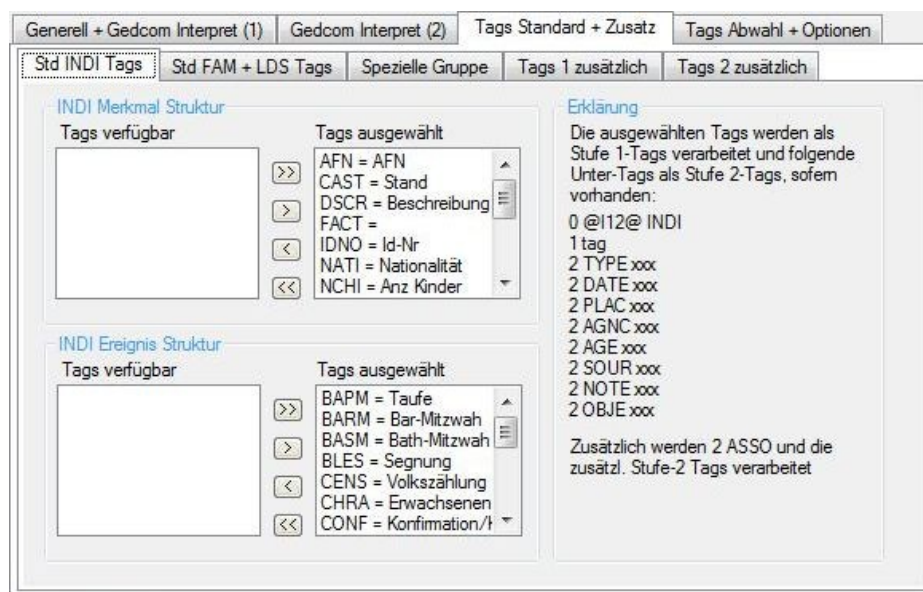 Generell + Gedcom Interpret (1) Gedcom Interpret (2) Tags Standard + Zusatz Tags Abwahl + Optionen
Std INDI Tags Std FAM + LDS Tags Spezielle Gruppe Tags 1 zusätzlich Tags 2 zusätzlich
INDI Merkmal Struktur
Tags verfügbar
>>
>
<
<<
Tags ausgewählt
AFN = AFN
CAST = Stand
DSCR = Beschreibung
FACT =
IDNO = Id-Nr
NATI = Nationalität
NCHI = Anz Kinder
INDI Ereignis Struktur
Tags verfügbar
>>
>
<
<<
Tags ausgewählt
BAPM = Taufe
BARM = Bar-Mitzwah
BASM = Bath-Mitzwah
BLES = Segnung
CENS = Volkszählung
CHRA = Erwachsenen
CONF = Konfirmation/
Erklärung
Die ausgewählten Tags werden als
Stufe 1-Tags verarbeitet und folgende
Unter-Tags als Stufe 2-Tags, sofern
vorhanden:
0 @I12@ INDI
1 tag
2 TYPE xxx
2 DATE xxx
2 PLAC xxx
2 AGNC xxx
2 AGE xxx
2 SOUR xxx
2 NOTE xxx
2 OBJE xxx
Zusätzlich werden 2 ASSO und die
zusätzl. Stufe-2 Tags verarbeitet